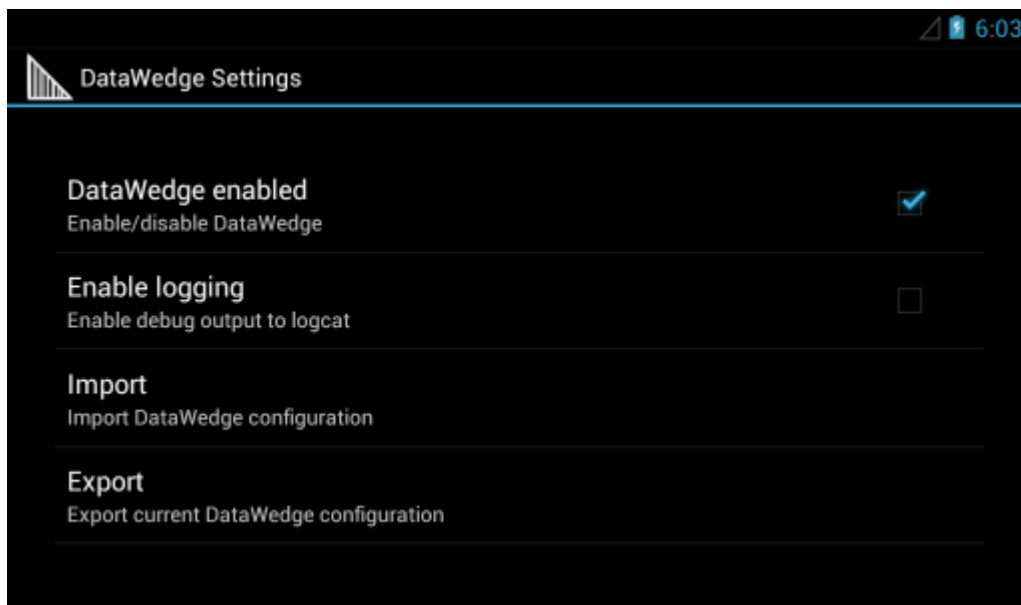 6:03
DataWedge Settings
DataWedge enabled
Enable/disable DataWedge
Enable logging
Enable debug output to logcat
Import
Import DataWedge configuration
Export
Export current DataWedge configuration